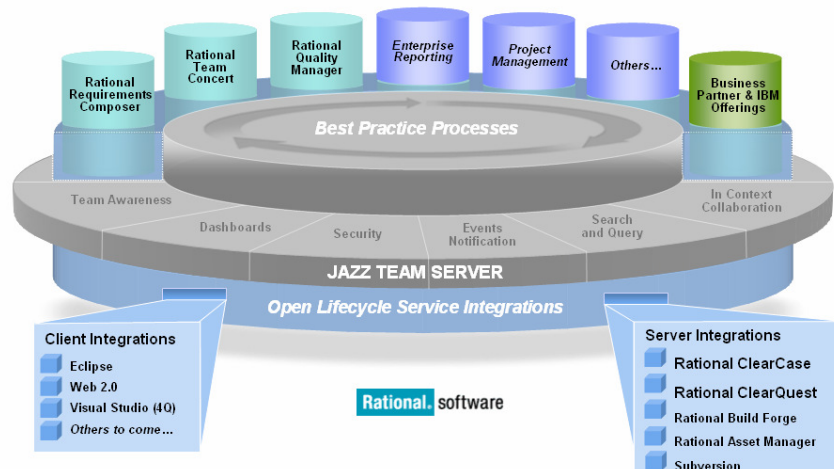 Rational
Requirements
Composer
Rational
Team
Concert
Rational
Quality
Manager
Enterprise
Reporting
Project
Management
Others...
Business
Partner & IBM
Offerings
Best Practice Processes
Team Awareness
Dashboards
Security
Events
Notification
Search
and Query
In Context
Collaboration
JAZZ TEAM SERVER
Open Lifecycle Service Integrations
Client Integrations
Eclipse
Web 2.0
Visual Studio (4Q)
Others to come...
Rational. software
Server Integrations
Rational ClearCase
Rational ClearQuest
Rational Build Forge
Rational Asset Manager
Subversion